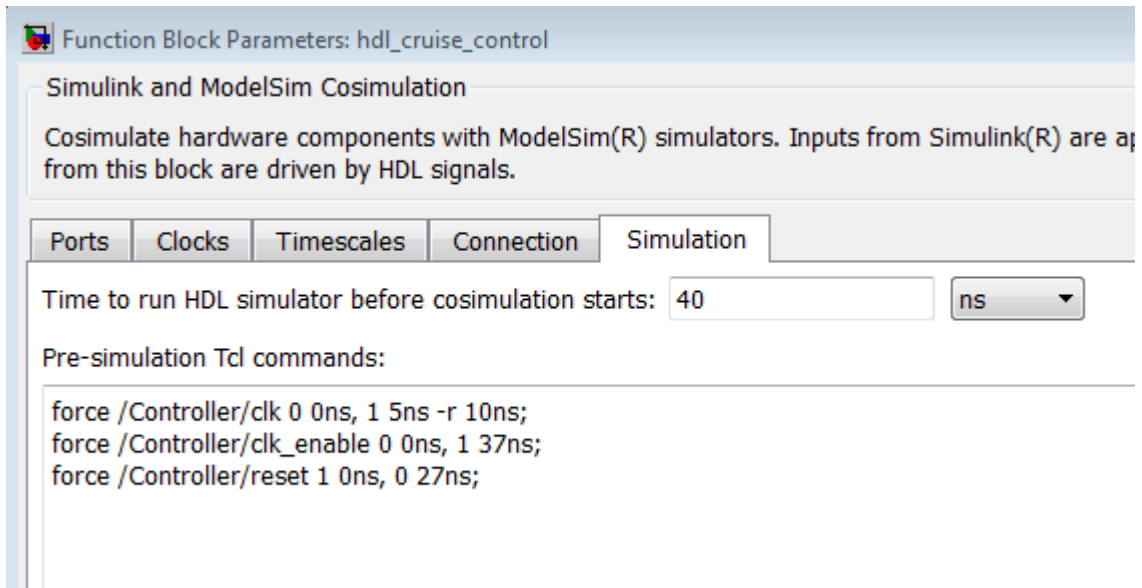 Function Block Parameters: hdl_cruise_control
Simulink and ModelSim Cosimulation
Cosimulate hardware components with ModelSim(R) simulators. Inputs from Simulink(R) are
from this block are driven by HDL signals.
Ports Clocks Timescales Connection Simulation
Time to run HDL simulator before cosimulation starts: 40 ns
Pre-simulation Tcl commands:
force /Controller/clk 0 0ns, 1 5ns -r 10ns;
force /Controller/clk_enable 0 0ns, 1 37ns;
force /Controller/reset 1 0ns, 0 27ns;